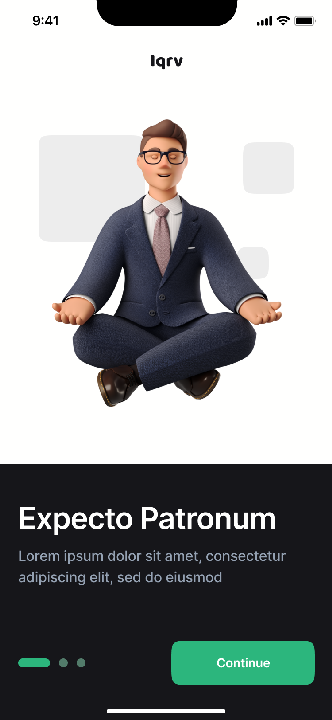 9:41
lqrv
Expecto Patronum
Lorem ipsum dolor sit amet, consectetur
adipiscing elit, sed do eiusmod
Continue